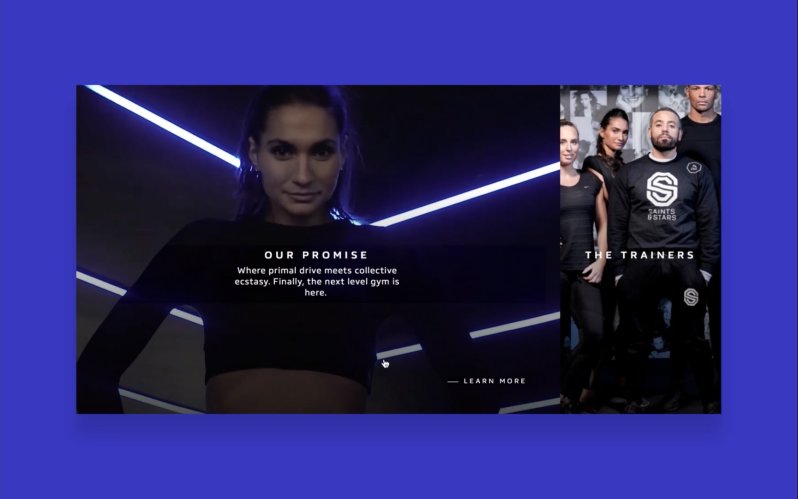 OUR PROMISE
Where primal drive meets collective
ecstasy. Finally, the next level gym is
here.
LEARN MORE
SAINTS
& STARS
THE TRAINERS